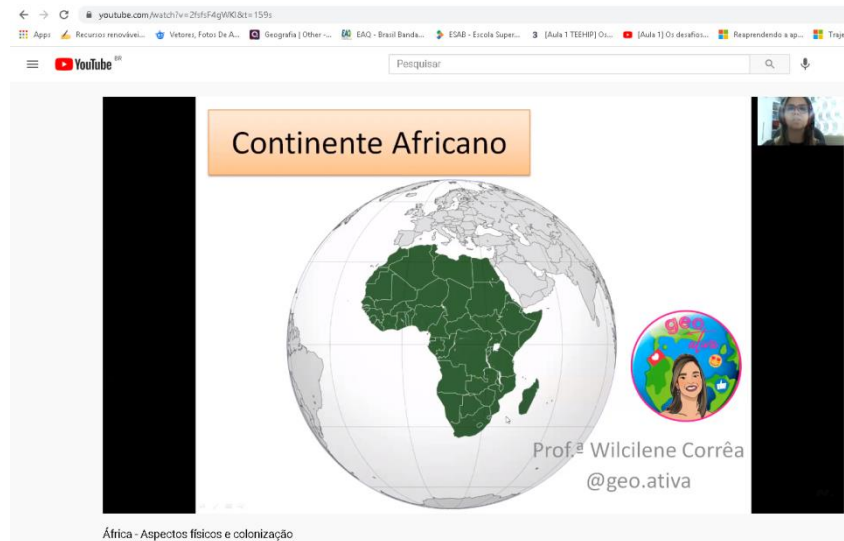 youtube.com/watch?v=2fsfsF4gWKI&t=159s
Apps
Recursos renovávei...
Vetores, Fotos De A...
Geografia | Other -...
EAQ - Brasil Banda...
ESAB - Escola Super...
[Aula 1 TEEHIP] Os...
[Aula 1] Os desafios...
Reaprendendo a ap...
Traje
YouTube BR
Pesquisar
Continente Africano
geo
ativa
Prof.ª Wilcilene Corrêa
@geo.ativa
África - Aspectos físicos e colonização